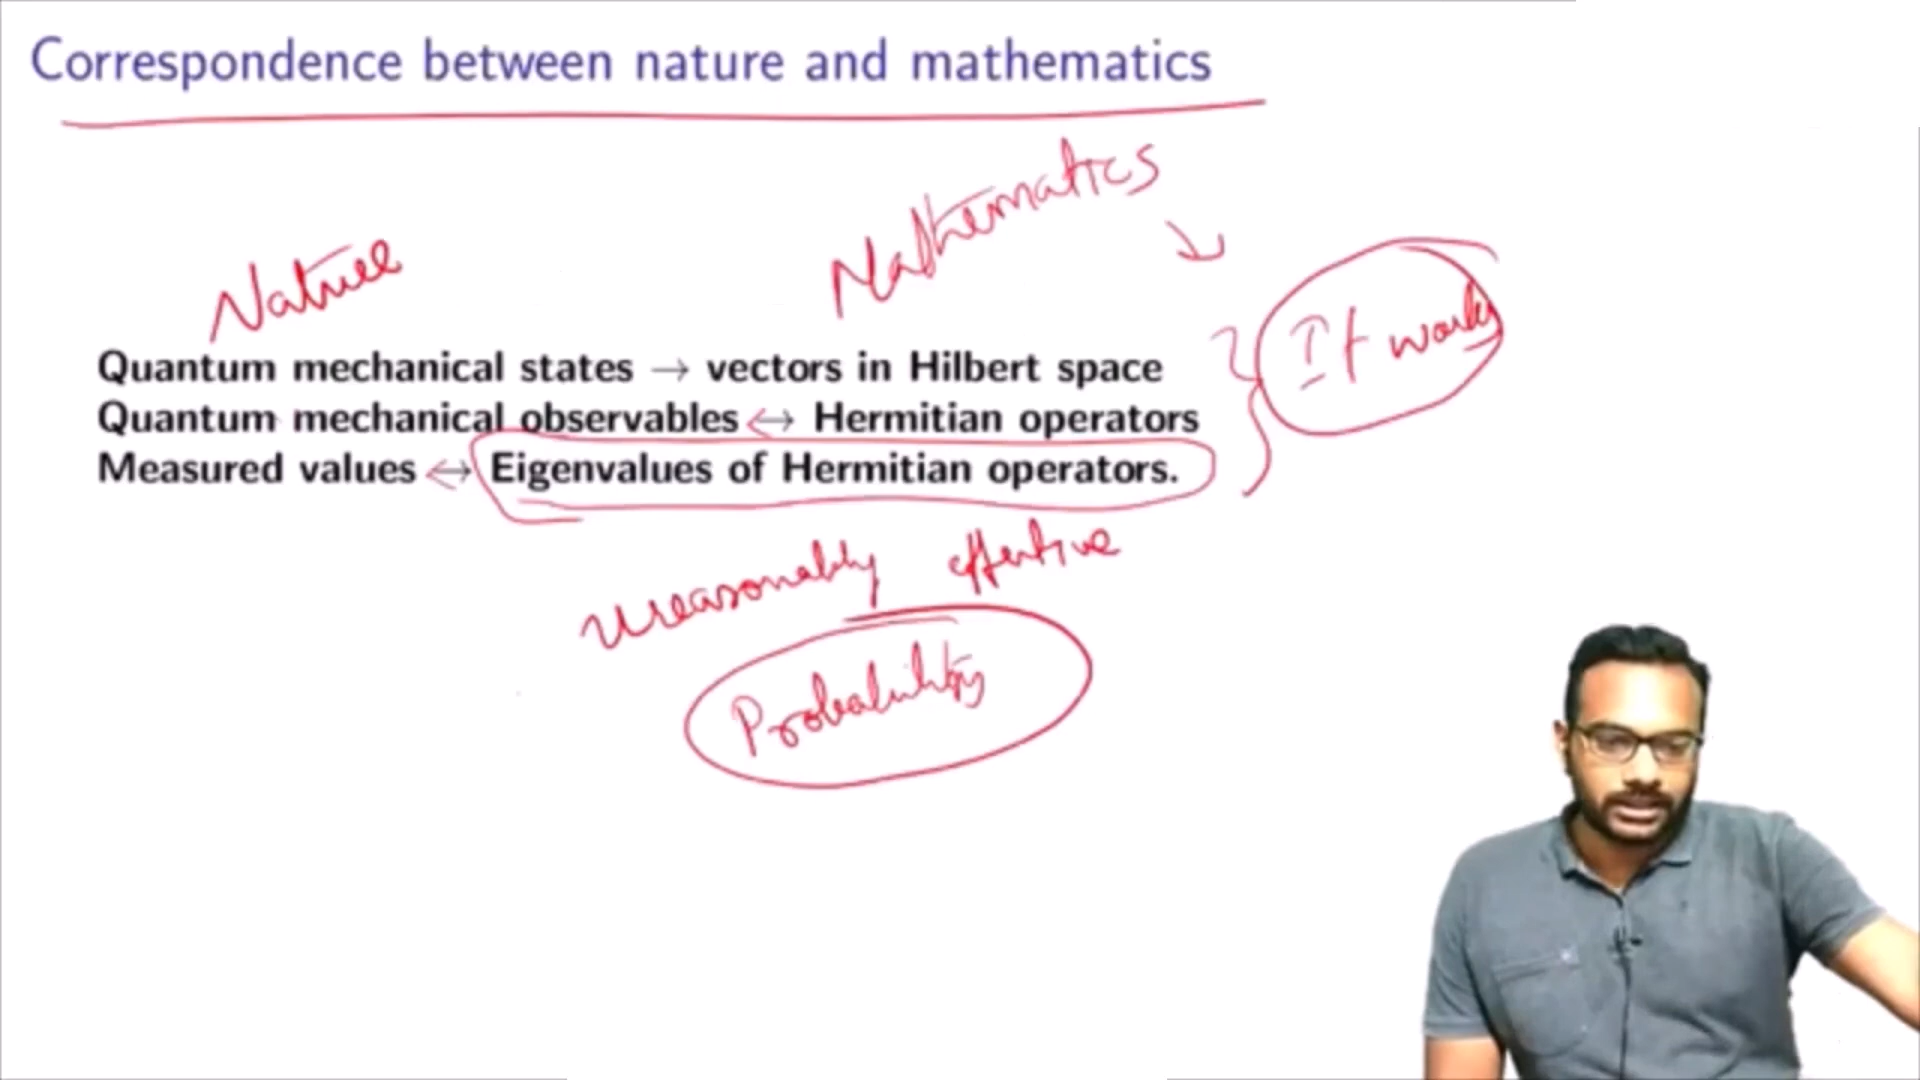 Correspondence between nature and mathematics
Nature
Mathematics
Quantum mechanical states → vectors in Hilbert space
Quantum mechanical observables ↔ Hermitian operators
Measured values ↔ Eigenvalues of Hermitian operators.
It works
Ureasonably effective
Probability